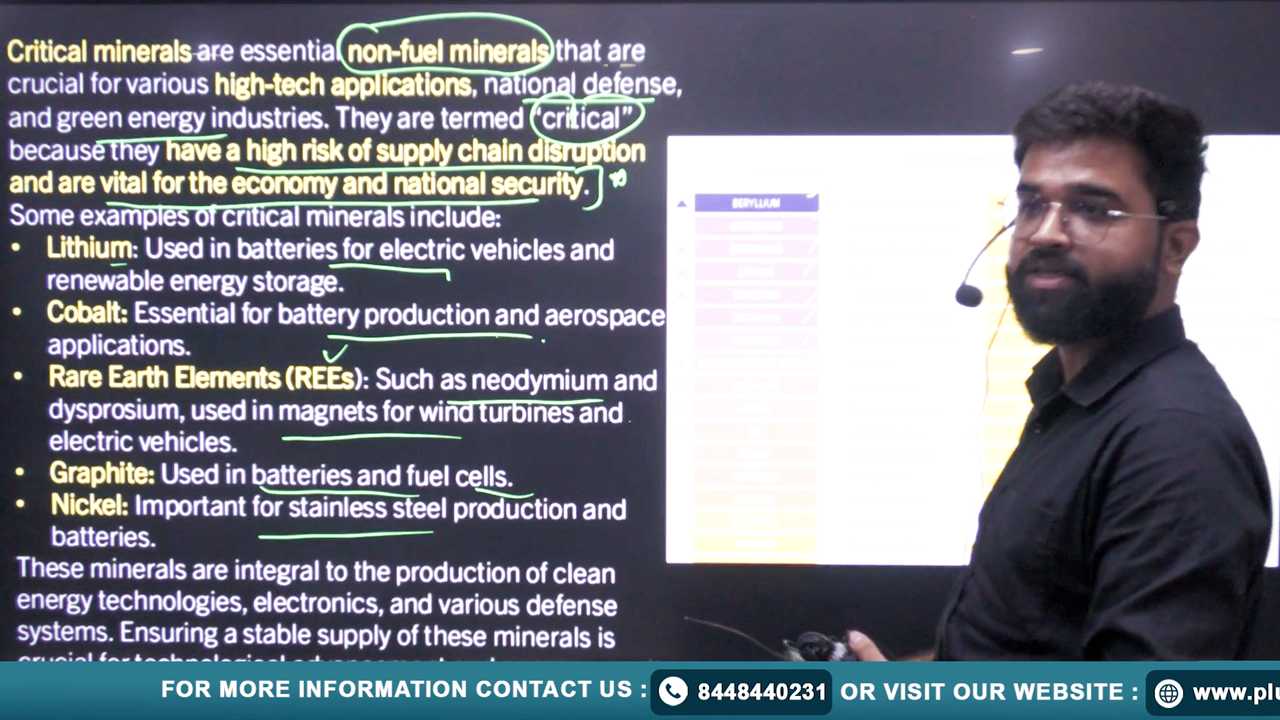 Critical minerals are essential non-fuel minerals that are
crucial for various high-tech applications, national defense,
and green energy industries. They are termed "critical"
because they have a high risk of supply chain disruption
and are vital for the economy and national security.
Some examples of critical minerals include:
• Lithium: Used in batteries for electric vehicles and
renewable energy storage.
• Cobalt: Essential for battery production and aerospace
applications.
• Rare Earth Elements (REEs): Such as neodymium and
dysprosium, used in magnets for wind turbines and
electric vehicles.
• Graphite: Used in batteries and fuel cells.
• Nickel: Important for stainless steel production and
batteries.
These minerals are integral to the production of clean
energy technologies, electronics, and various defense
systems. Ensuring a stable supply of these minerals is
BERYLLIUM
FOR MORE INFORMATION CONTACT US : 8448440231 OR VISIT OUR WEBSITE : www.plu